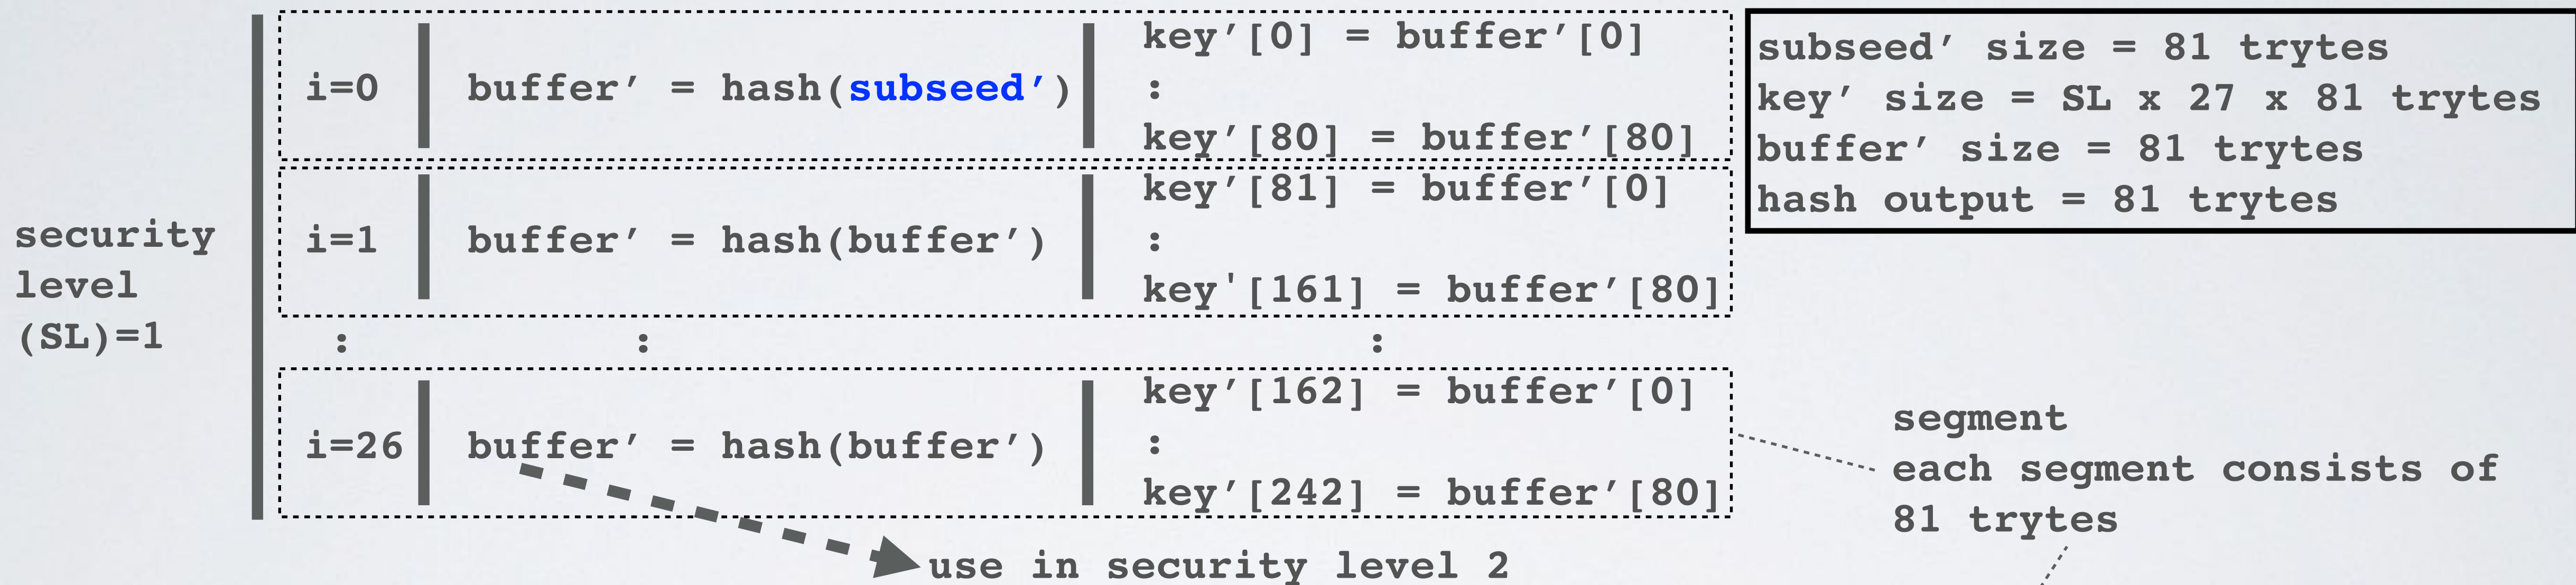 security
level
(SL)=1
i=0
buffer′ = hash(subseed′)
key′[0] = buffer′[0]
:
key′[80] = buffer′[80]
i=1
buffer′ = hash(buffer′)
key′[81] = buffer′[0]
:
key'[161] = buffer′[80]
: : :
i=26
buffer′ = hash(buffer′)
key′[162] = buffer′[0]
:
key′[242] = buffer′[80]
use in security level 2
subseed′ size = 81 trytes
key′ size = SL x 27 x 81 trytes
buffer′ size = 81 trytes
hash output = 81 trytes
segment
each segment consists of
81 trytes